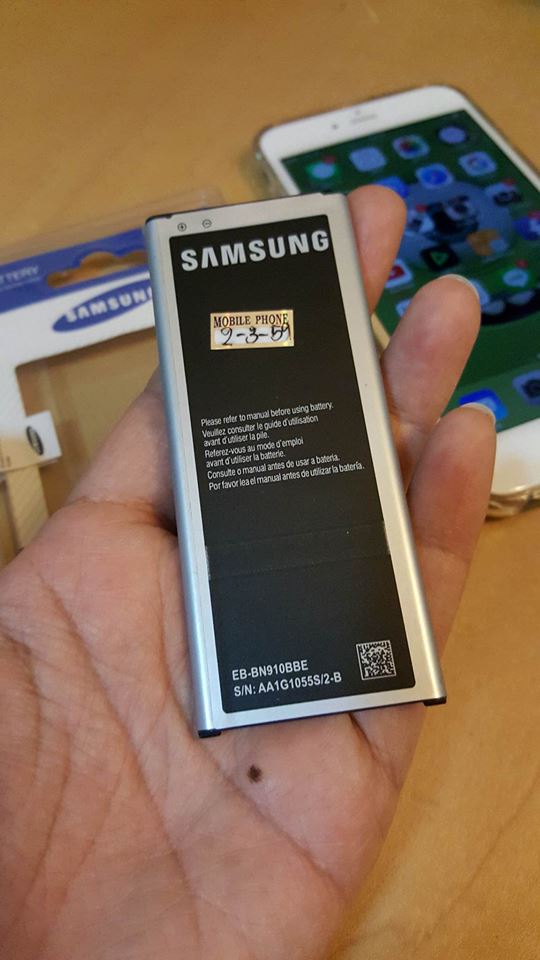 TTERY
SAMSUNG
SAMSUNG
MOBILE PHONE
2-3-59
Please refer to manual before using battery.
Veuillez consulter le guide d'utilisation
avant d'utiliser la pile.
Referez-vous au mode d'emploi
avant d'utiliser la batterie.
Consulte o manual antes de usar a bateria.
Por favor lea el manual antes de utilizar la batería.
EB-BN910BBE
S/N: AA1G1055S/2-B